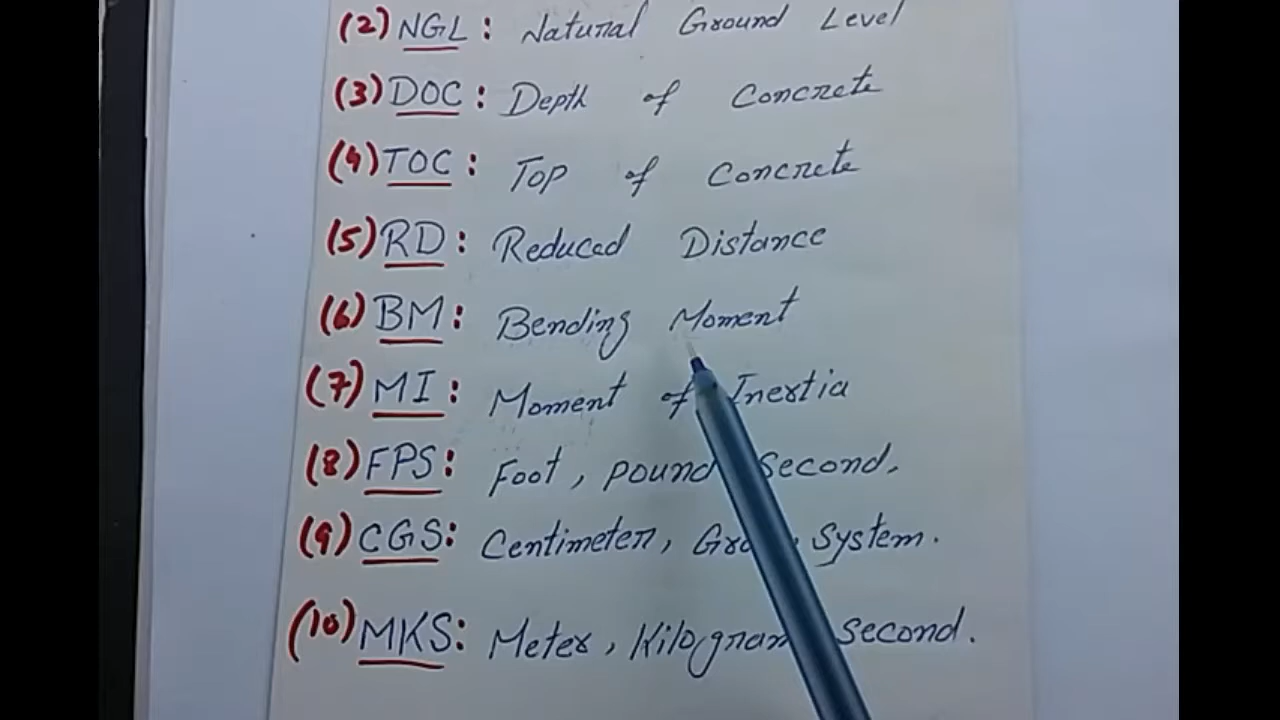 (2) NGL: Natural Ground Level
(3) DOC: Depth of Concrete
(4) TOC: Top of Concrete
(5) RD: Reduced Distance
(6) BM: Bending Moment
(7) MI: Moment of Inertia
(8) FPS: Foot, pound second.
(9) CGS: Centimeter, System.
(10) MKS: Meter, Kilogram second.